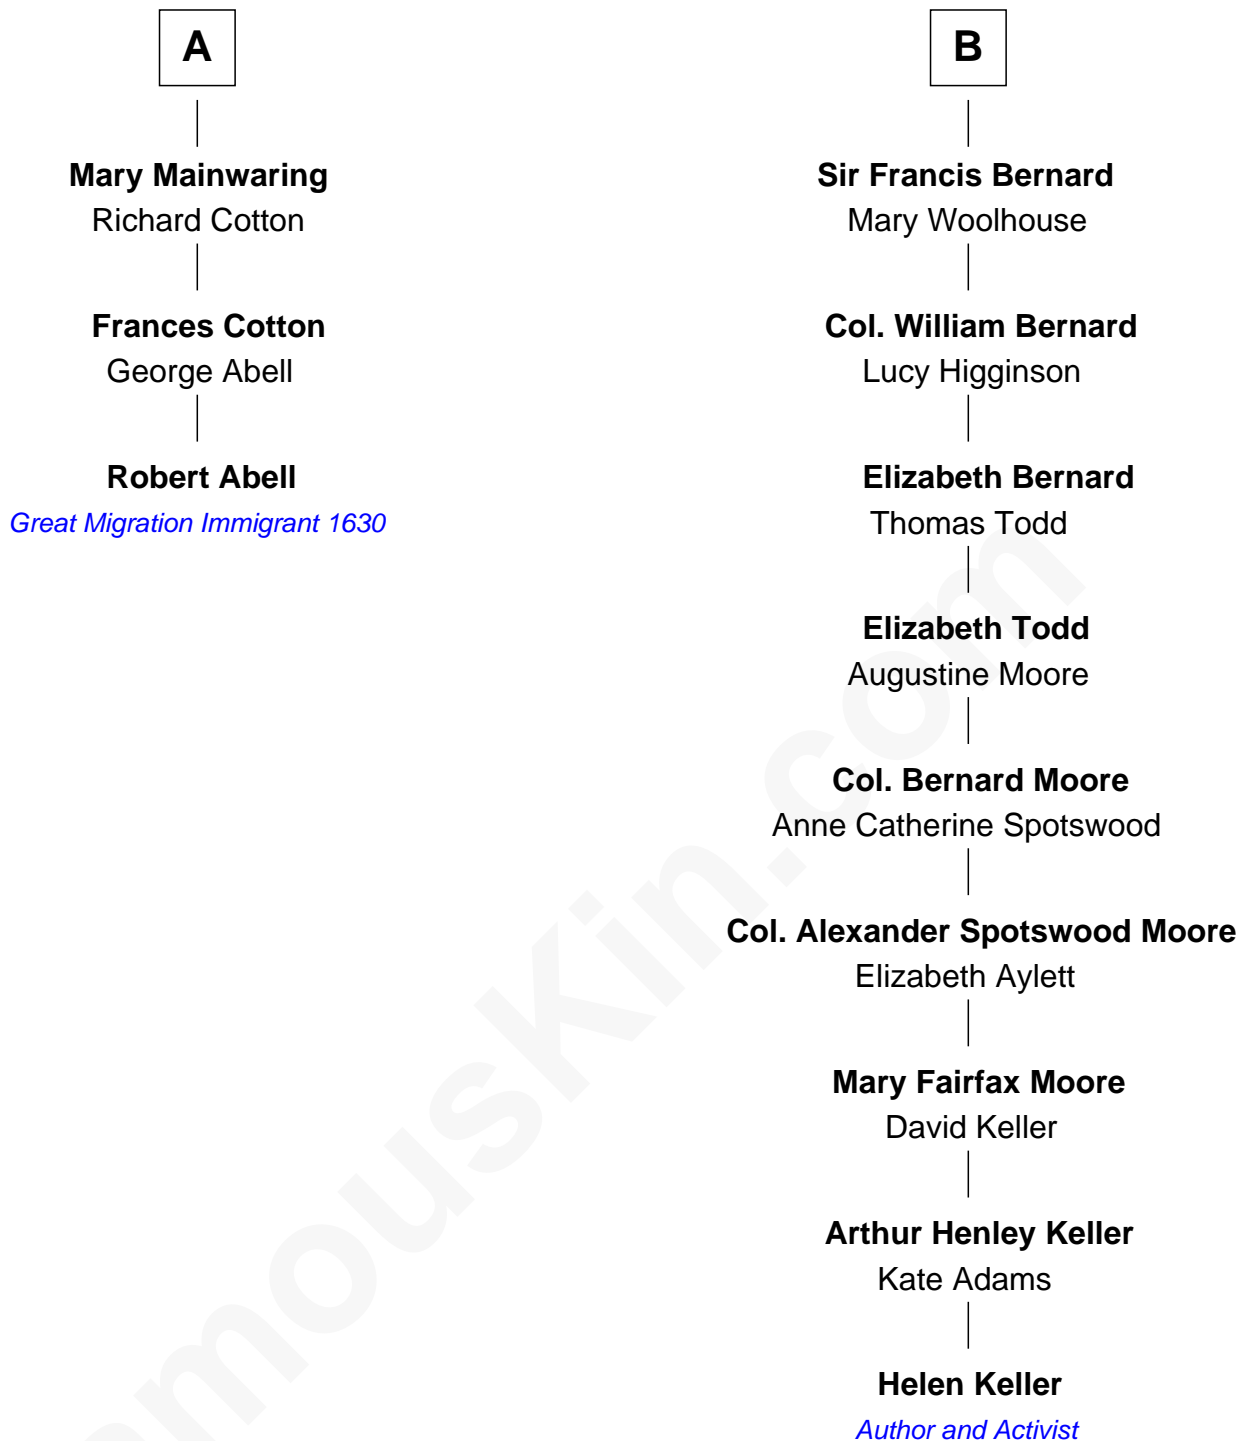 A
Mary Mainwaring
Richard Cotton
Frances Cotton
George Abell
Robert Abell
Great Migration Immigrant 1630
B
Sir Francis Bernard
Mary Woolhouse
Col. William Bernard
Lucy Higginson
Elizabeth Bernard
Thomas Todd
Elizabeth Todd
Augustine Moore
Col. Bernard Moore
Anne Catherine Spotswood
Col. Alexander Spotswood Moore
Elizabeth Aylett
Mary Fairfax Moore
David Keller
Arthur Henley Keller
Kate Adams
Helen Keller
Author and Activist
amousKin.com